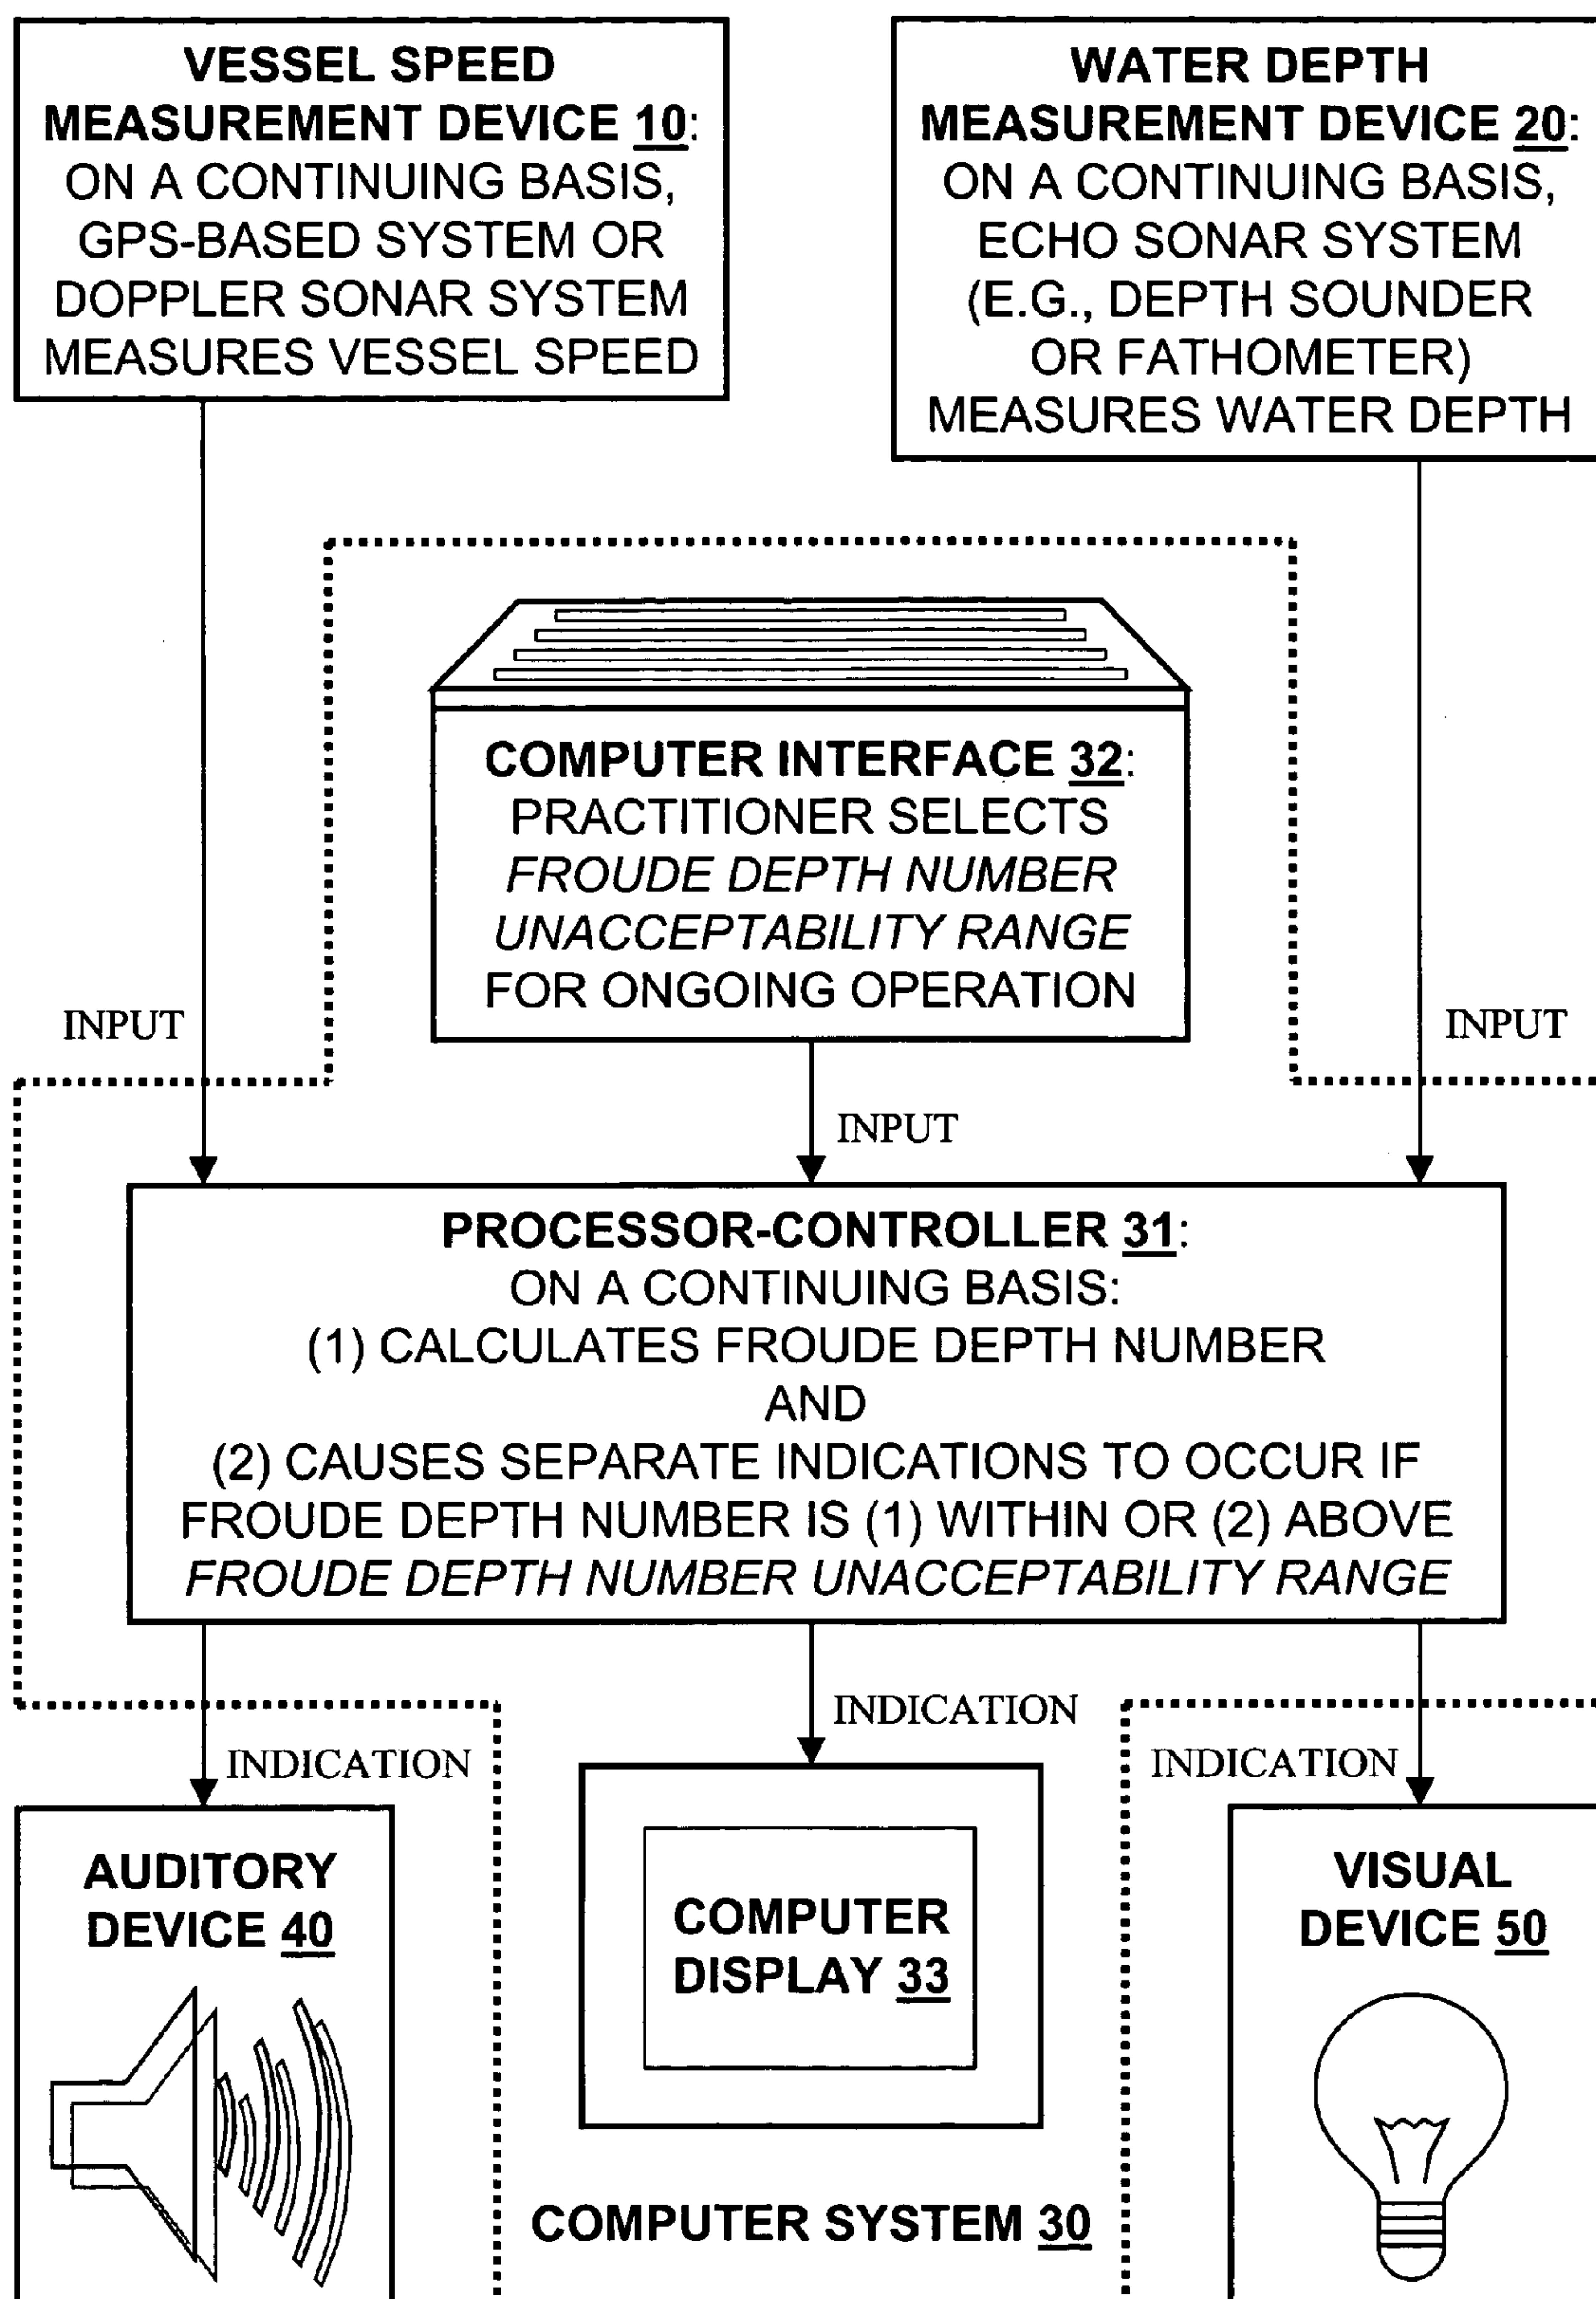 VESSEL SPEED
MEASUREMENT DEVICE 10:
ON A CONTINUING BASIS,
GPS-BASED SYSTEM OR
DOPPLER SONAR SYSTEM
MEASURES VESSEL SPEED
WATER DEPTH
MEASUREMENT DEVICE 20:
ON A CONTINUING BASIS,
ECHO SONAR SYSTEM
(E.G., DEPTH SOUNDER
OR FATHOMETER)
MEASURES WATER DEPTH
COMPUTER INTERFACE 32:
PRACTITIONER SELECTS
FROUDE DEPTH NUMBER
UNACCEPTABILITY RANGE
FOR ONGOING OPERATION
INPUT
INPUT
INPUT
PROCESSOR-CONTROLLER 31:
ON A CONTINUING BASIS:
(1) CALCULATES FROUDE DEPTH NUMBER
AND
(2) CAUSES SEPARATE INDICATIONS TO OCCUR IF
FROUDE DEPTH NUMBER IS (1) WITHIN OR (2) ABOVE
FROUDE DEPTH NUMBER UNACCEPTABILITY RANGE
INDICATION
INDICATION
INDICATION
AUDITORY
DEVICE 40
COMPUTER
DISPLAY 33
VISUAL
DEVICE 50
COMPUTER SYSTEM 30